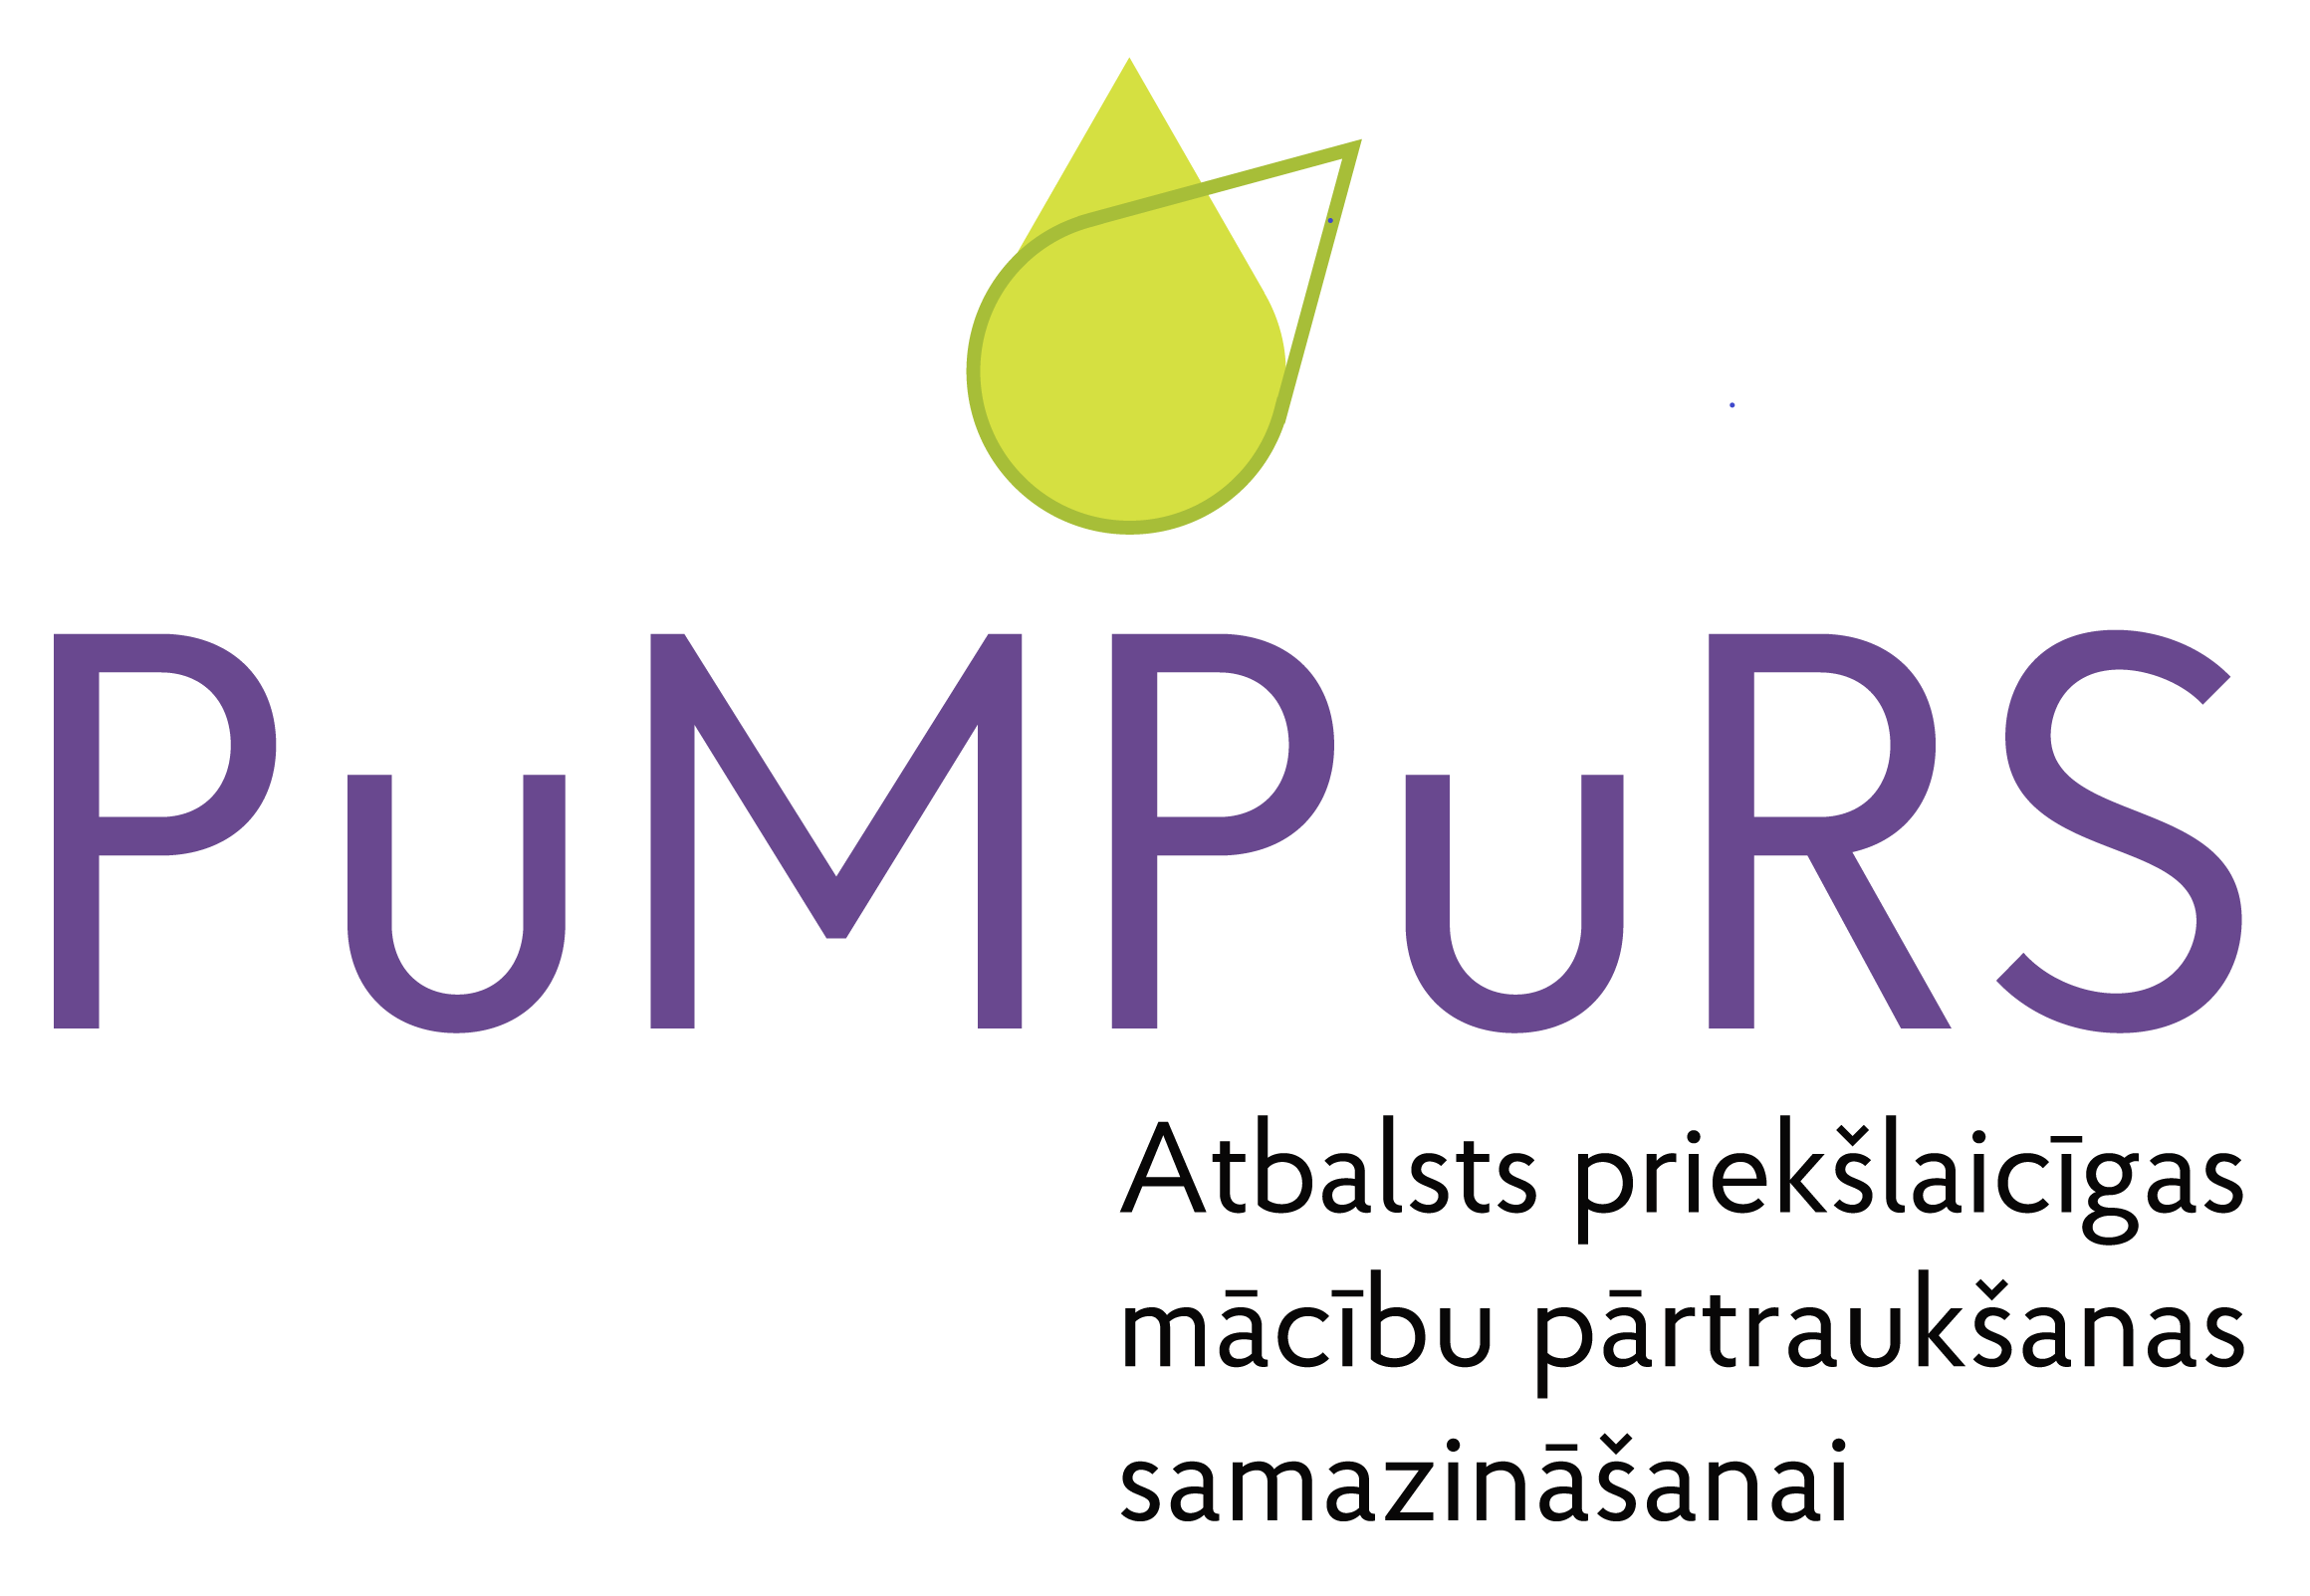 PuMPuRS
Atbalsts priekšlaicīgas
mācību pārtraukšanas
samazināšanai